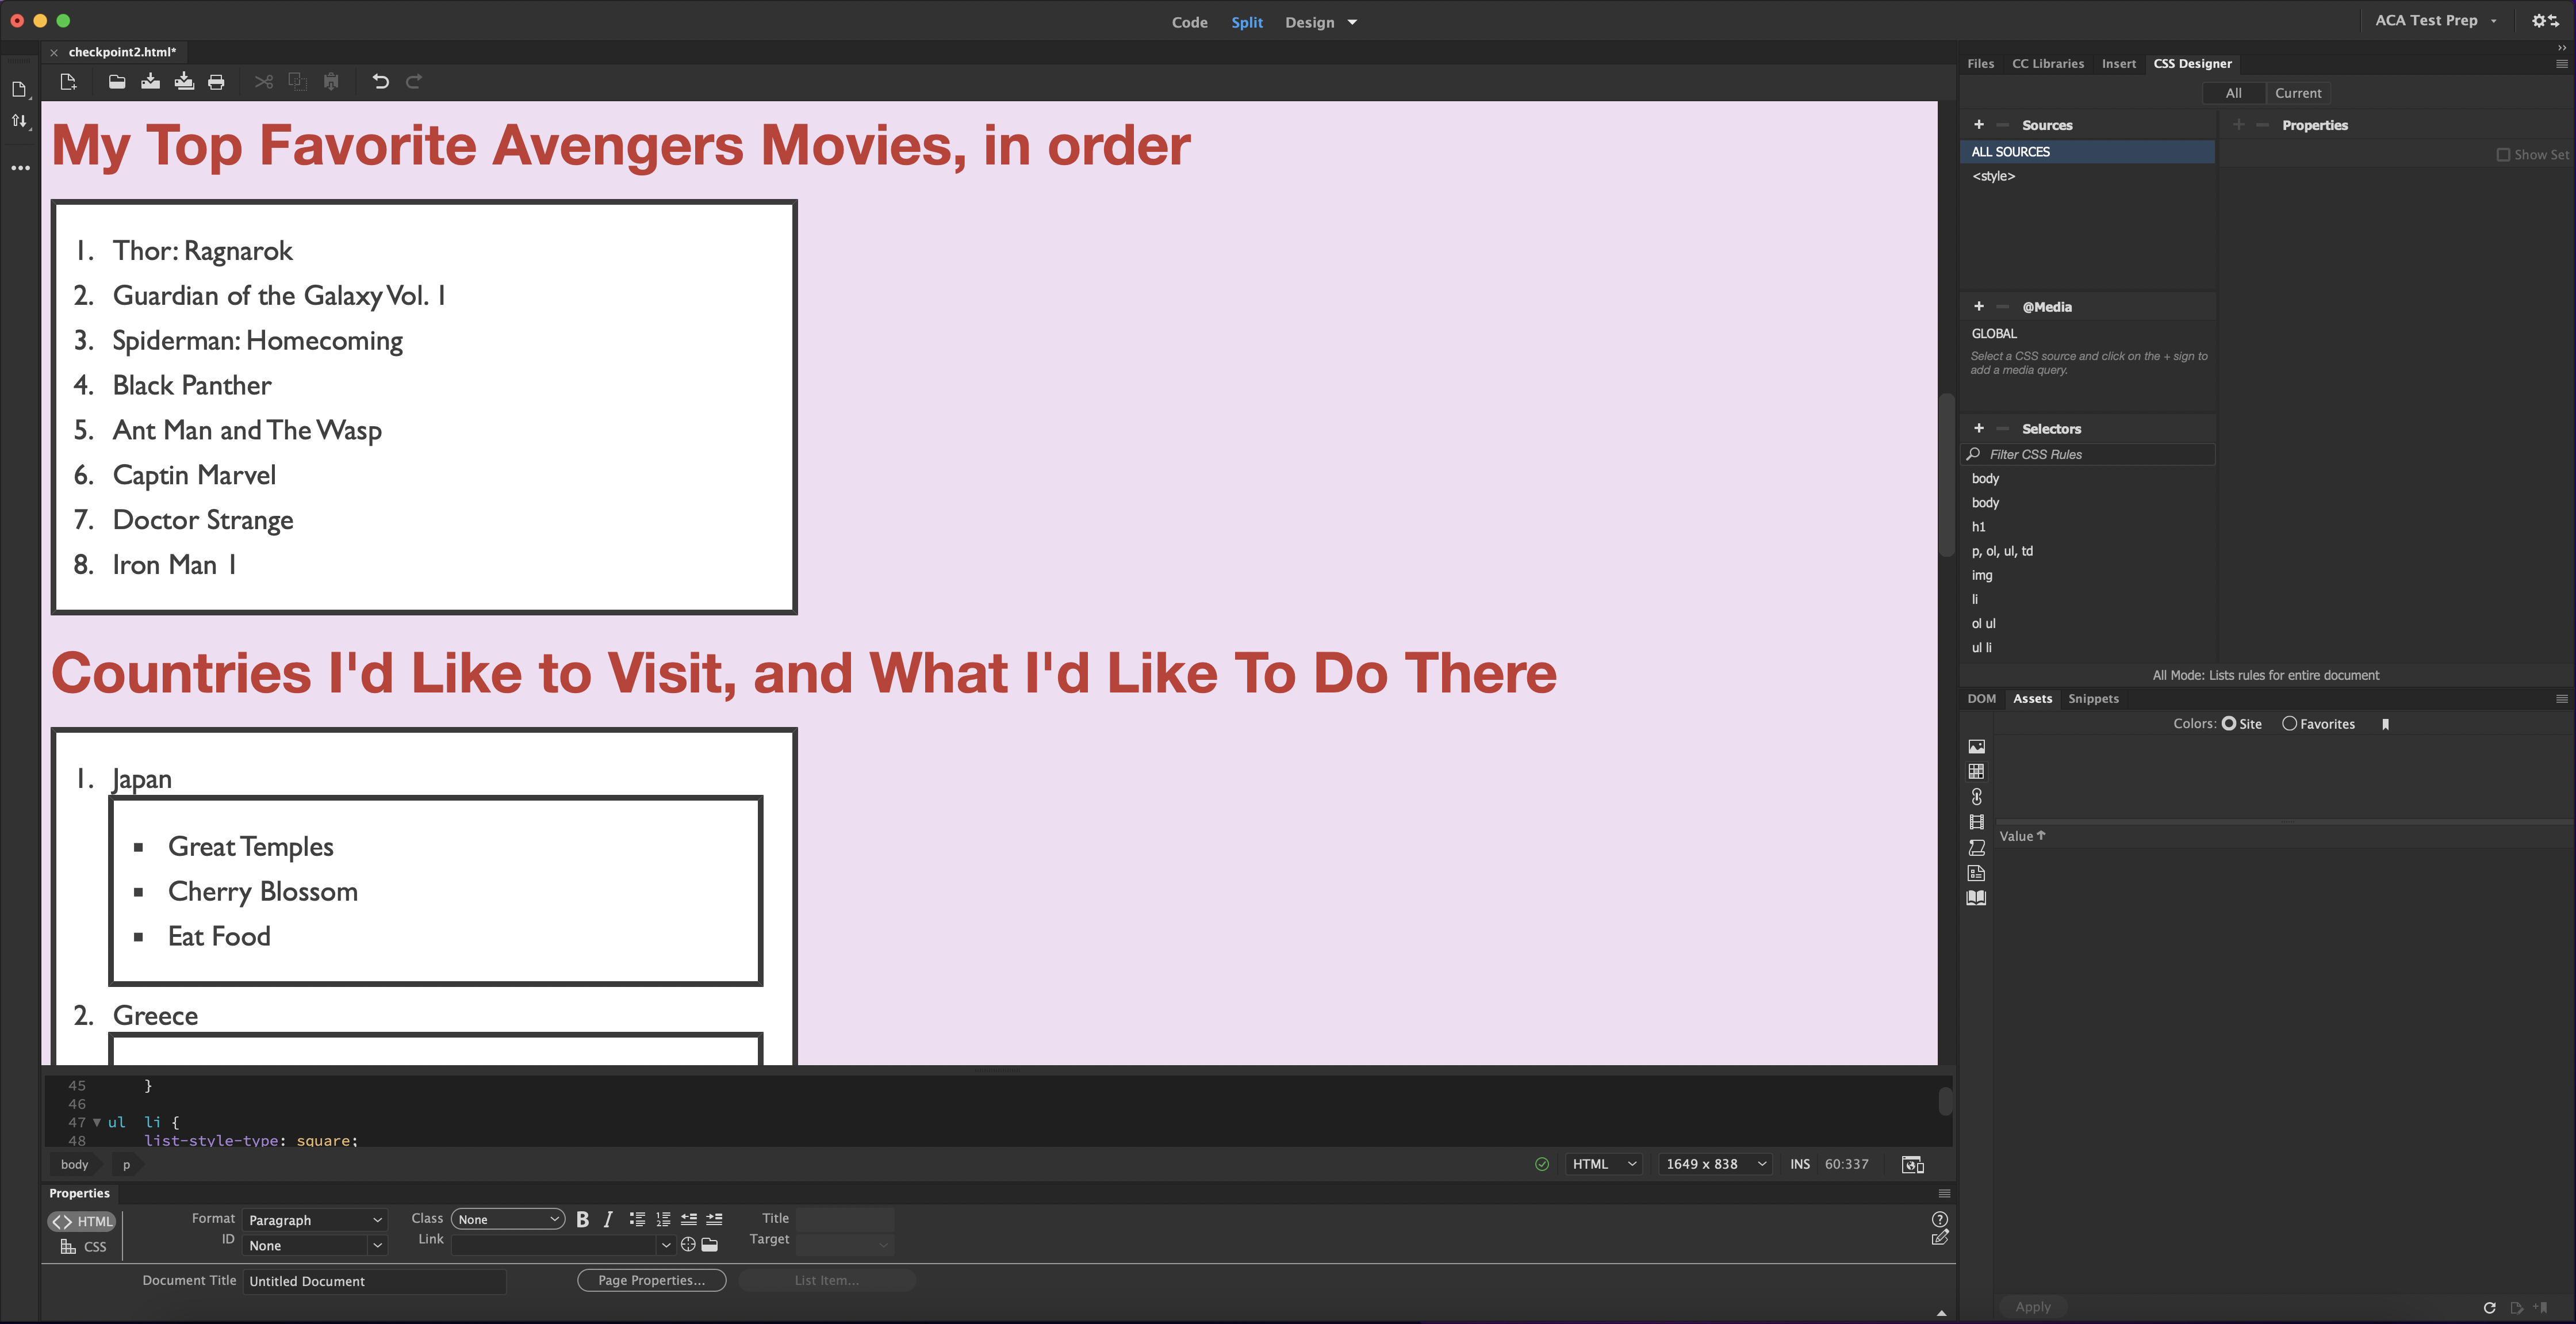 Code Split Design
ACA Test Prep
checkpoint2.html*
Files CC Libraries Insert CSS Designer
All Current
My Top Favorite Avengers Movies, in order
1. Thor: Ragnarok
2. Guardian of the Galaxy Vol. 1
3. Spiderman: Homecoming
4. Black Panther
5. Ant Man and The Wasp
6. Captin Marvel
7. Doctor Strange
8. Iron Man 1
Countries I'd Like to Visit, and What I'd Like To Do There
1. Japan
▪ Great Temples
▪ Cherry Blossom
▪ Eat Food
2. Greece
45 }
46
47 ul li {
48 list-style-type: square;
body p
HTML 1649 x 838 INS 60:337
Properties
HTML
CSS
Format Paragraph Class None B I Title
ID None Link Target
Document Title Untitled Document Page Properties... List Item...
+ − Sources
ALL SOURCES
<style>
+ − Properties
Show Set
+ − @Media
GLOBAL
Select a CSS source and click on the + sign to
add a media query.
+ − Selectors
Filter CSS Rules
body
body
h1
p, ol, ul, td
img
li
ol ul
ul li
All Mode: Lists rules for entire document
DOM Assets Snippets
Colors: Site Favorites
Value
Apply